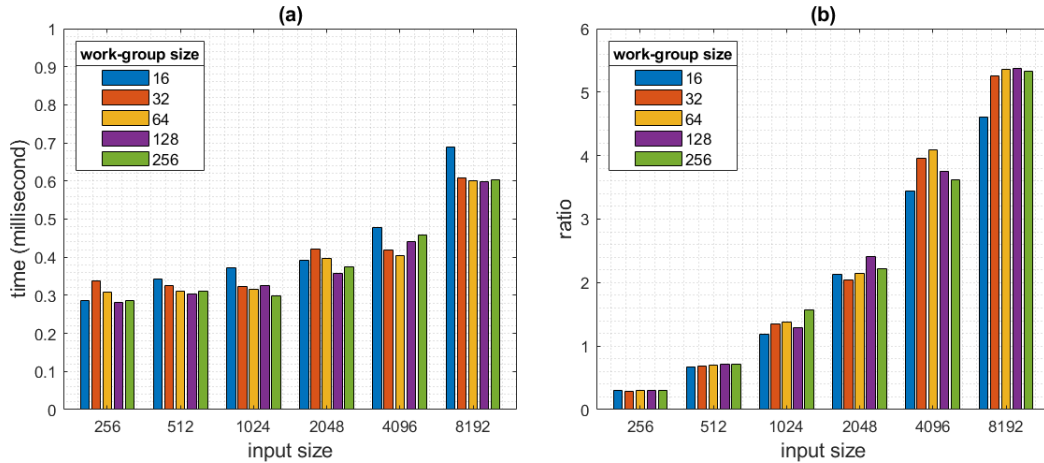 (a)
1
0.9
0.8
0.7
0.6
0.5
0.4
0.3
0.2
0.1
0
time (millisecond)
work-group size
16
32
64
128
256
256 512 1024 2048 4096 8192
input size
(b)
6
5
4
3
2
1
0
ratio
work-group size
16
32
64
128
256
256 512 1024 2048 4096 8192
input size